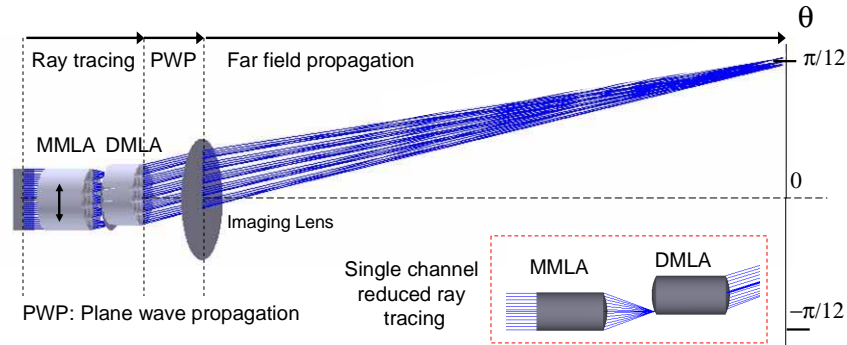 θ
Ray tracing
PWP
Far field propagation
π/12
MMLA
DMLA
0
Imaging Lens
Single channel
reduced ray
tracing
MMLA
DMLA
PWP: Plane wave propagation
−π/12